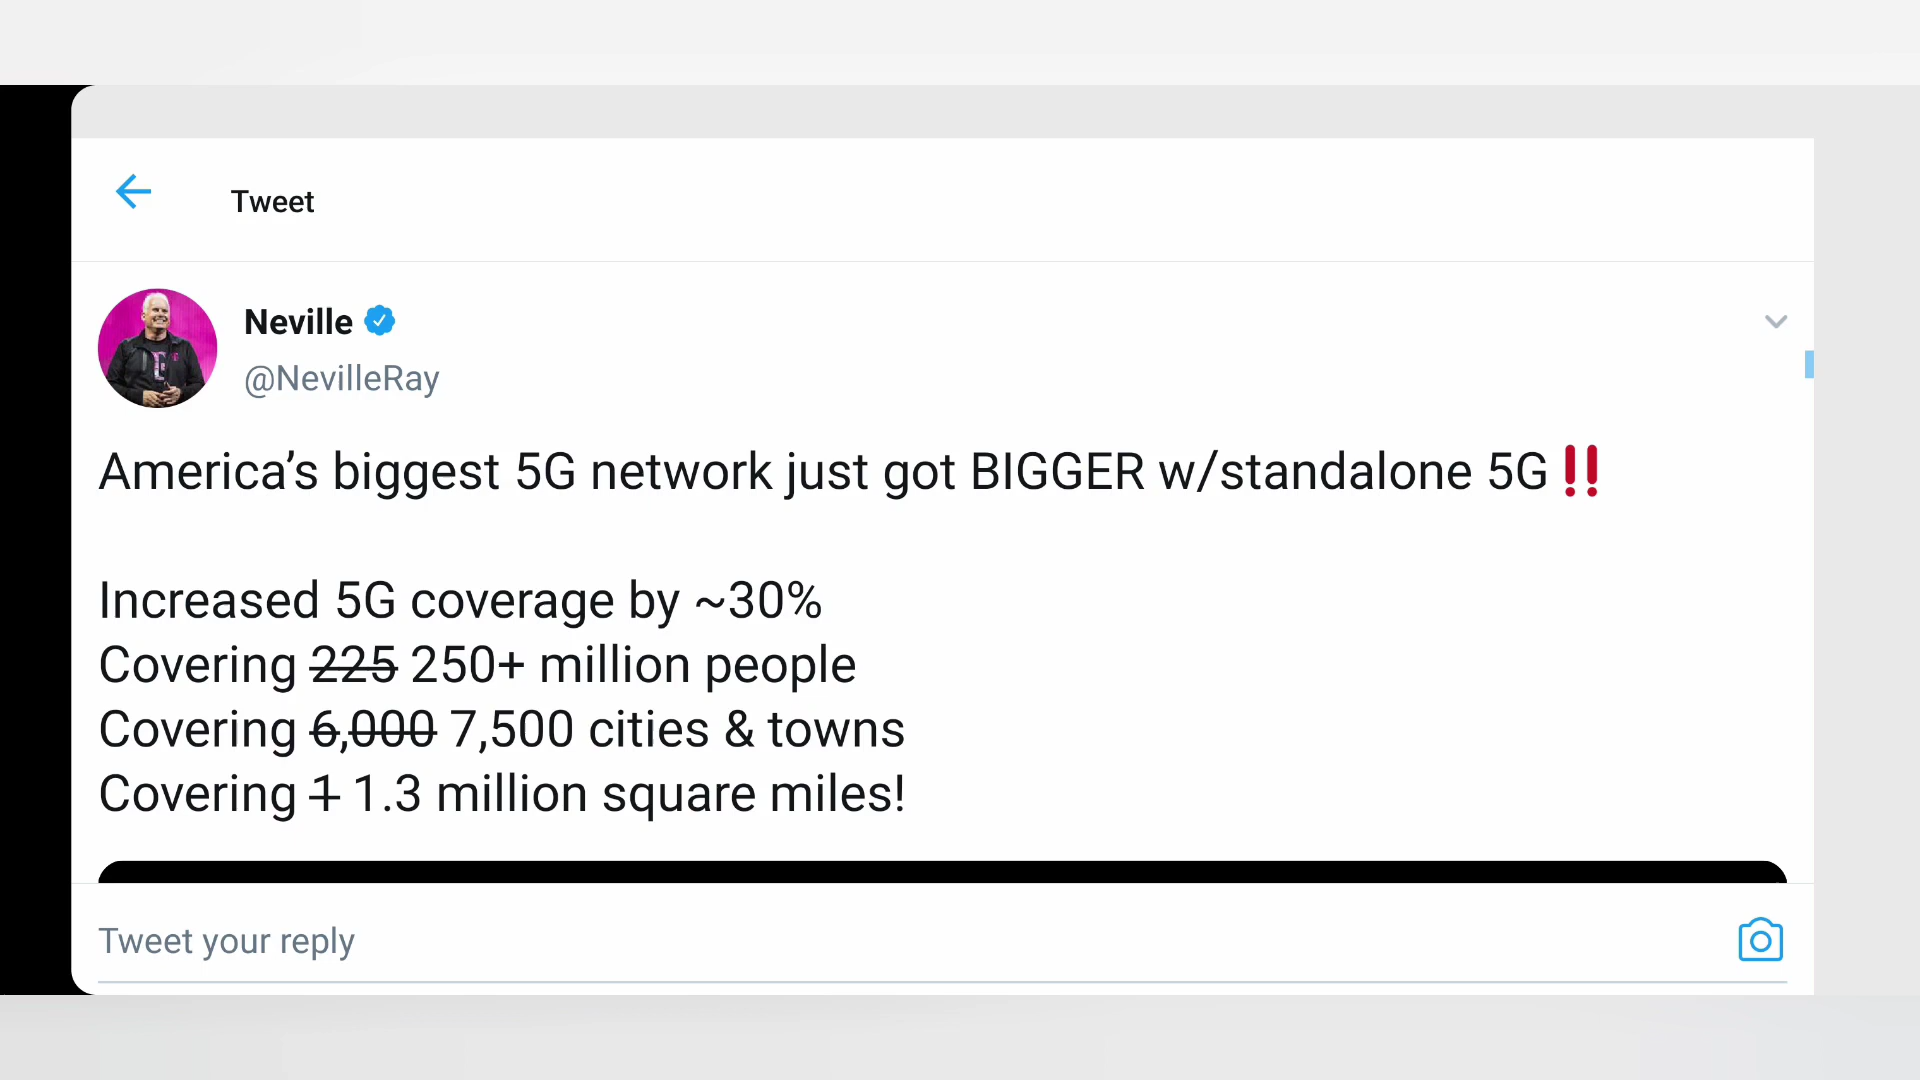 Tweet
Neville
@NevilleRay
America’s biggest 5G network just got BIGGER w/standalone 5G‼️
Increased 5G coverage by ~30%
Covering 225 250+ million people
Covering 6,000 7,500 cities & towns
Covering 1 1.3 million square miles!
Tweet your reply